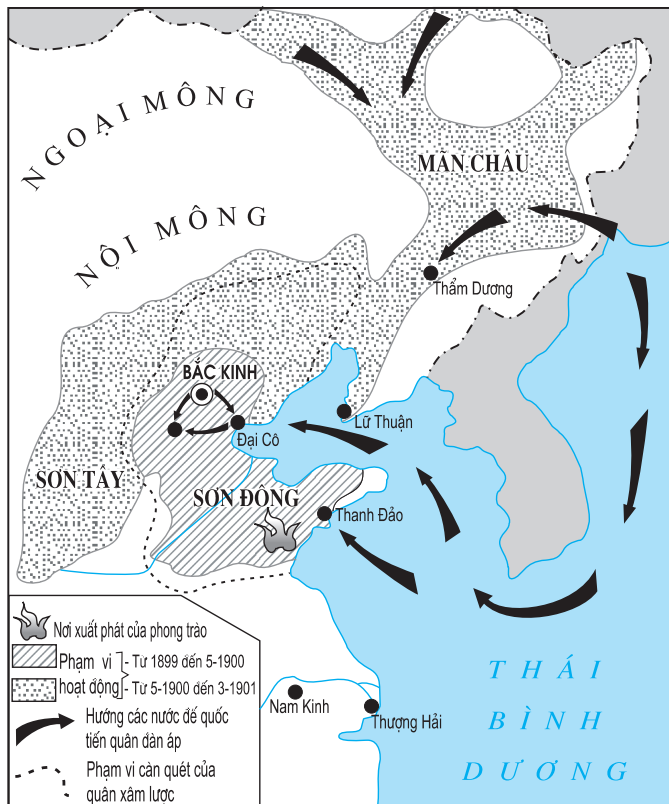 NGOẠI MÔNG
MÃN CHÂU
NỘI MÔNG
Thẩm Dương
BẮC KINH
Lữ Thuận
Đại Cô
SƠN TÂY
SƠN ĐÔNG
Thanh Đảo
Nơi xuất phát của phong trào
Phạm vi - Từ 1899 đến 5-1900
hoạt động - Từ 5-1900 đến 3-1901
Hướng các nước đế quốc
tiến quân đàn áp
Phạm vi càn quét của
quân xâm lược
Nam Kinh
Thượng Hải
THÁI
BÌNH
DƯƠNG